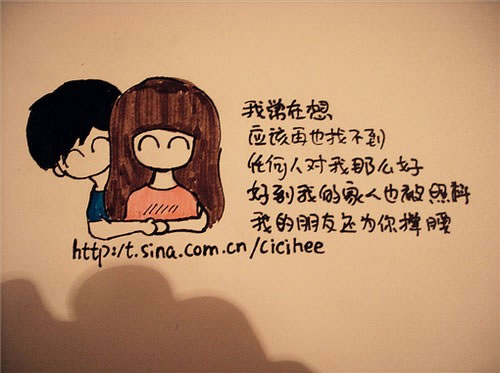 我常在想
应该再也找不到
任何人对我那么好
好到我的家人也被照料
我的朋友还为你撑腰
http://t.sina.com.cn/cicihee